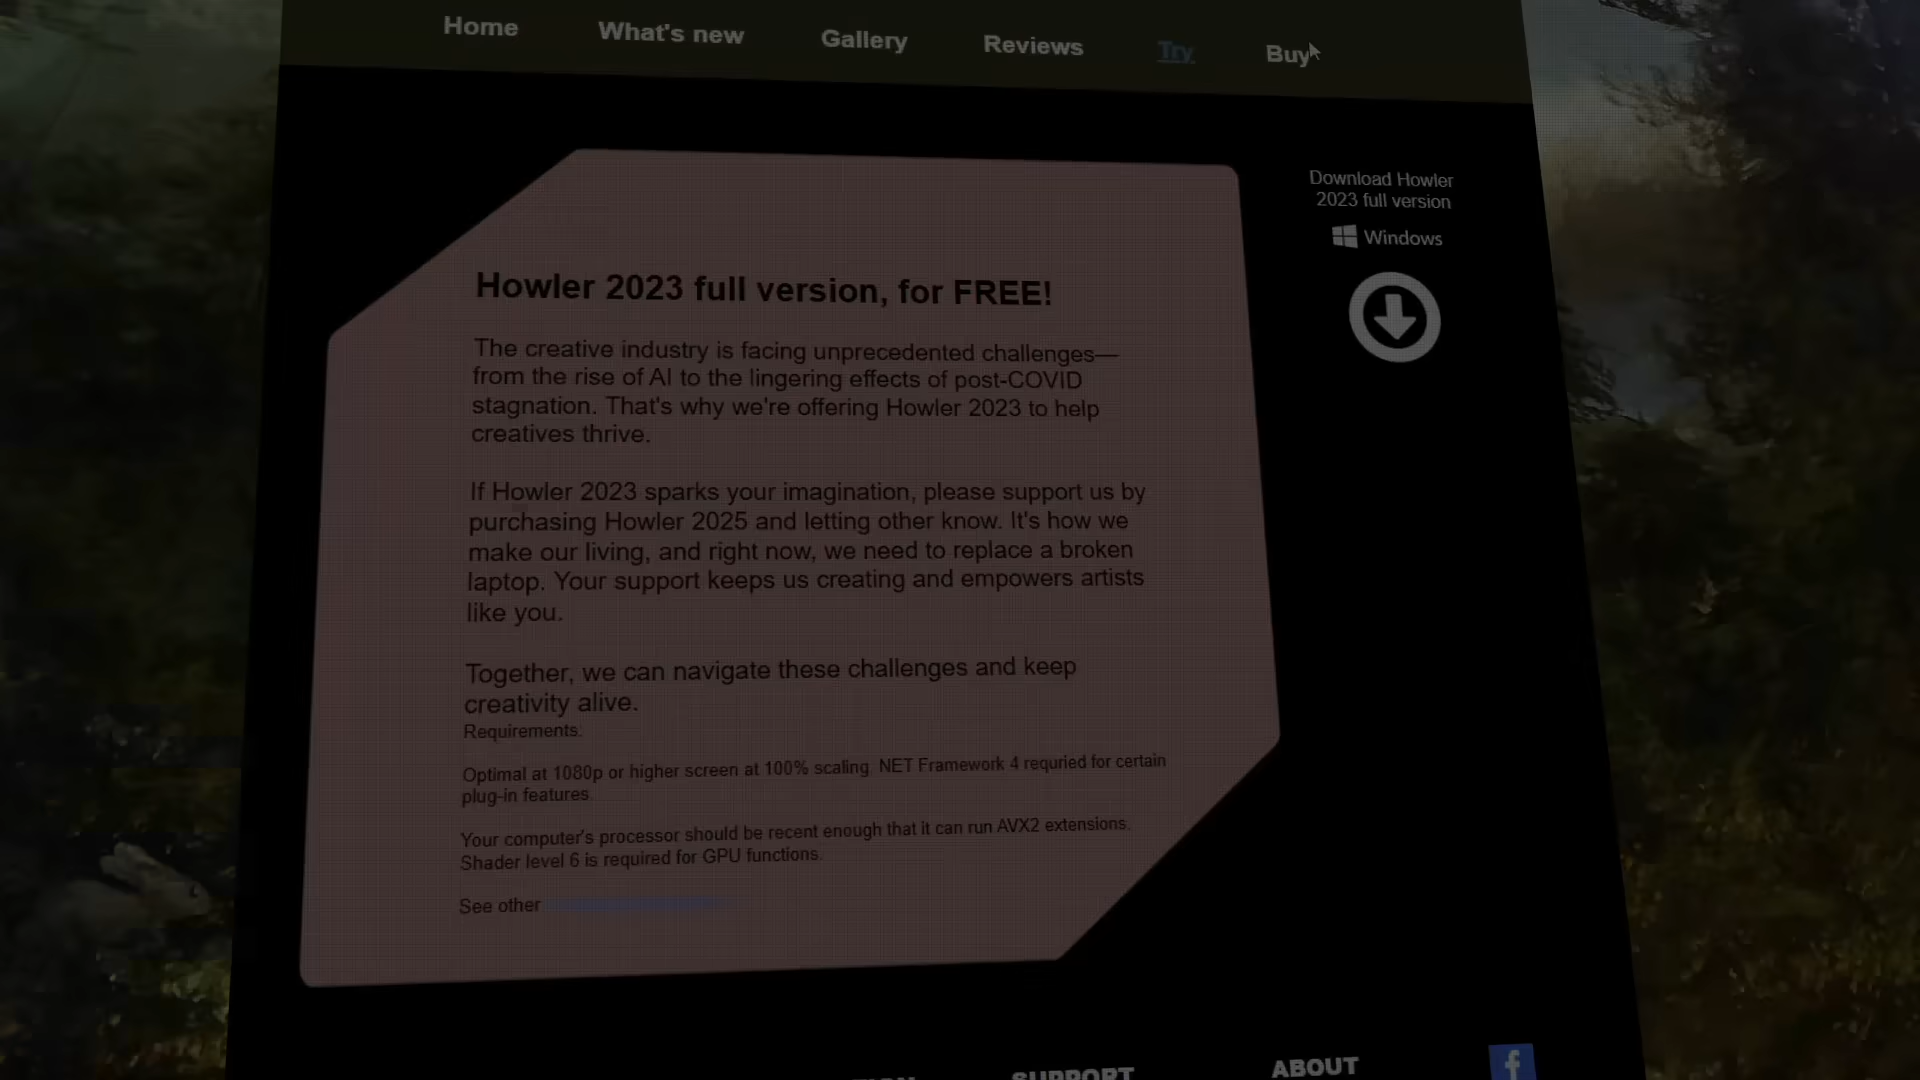 Home What's new Gallery Reviews Try Buy
Download Howler
2023 full version
Windows
Howler 2023 full version, for FREE!
The creative industry is facing unprecedented challenges—
from the rise of AI to the lingering effects of post-COVID
stagnation. That's why we're offering Howler 2023 to help
creatives thrive.
If Howler 2023 sparks your imagination, please support us by
purchasing Howler 2025 and letting other know. It's how we
make our living, and right now, we need to replace a broken
laptop. Your support keeps us creating and empowers artists
like you.
Together, we can navigate these challenges and keep
creativity alive.
Requirements:
Optimal at 1080p or higher screen at 100% scaling. NET Framework 4 requried for certain
plug-in features.
Your computer's processor should be recent enough that it can run AVX2 extensions.
Shader level 6 is required for GPU functions.
See other
SUPPORT ABOUT f